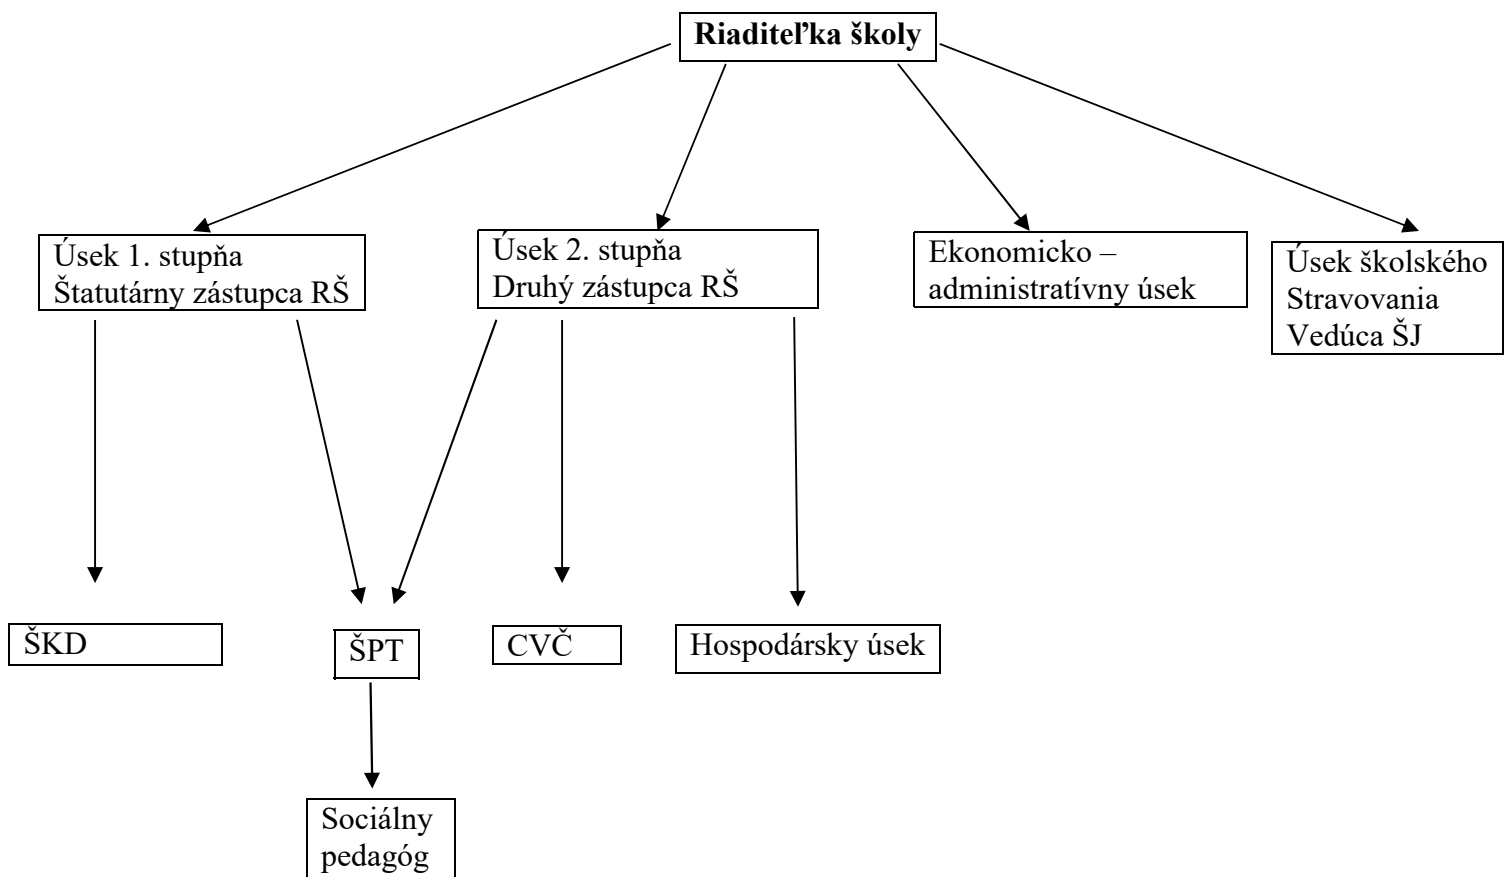 Riaditeľka školy
Úsek 1. stupňa
Štatutárny zástupca RŠ
Úsek 2. stupňa
Druhý zástupca RŠ
Ekonomicko –
administratívny úsek
Úsek školského
Stravovania
Vedúca ŠJ
ŠKD
ŠPT
CVČ
Hospodársky úsek
Sociálny
pedagóg